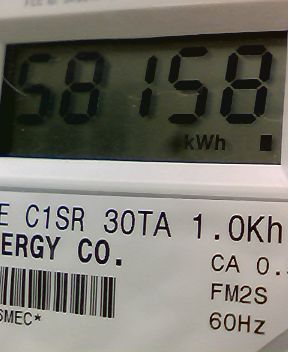 58158
kWh
E C1SR 30TA 1.0Kh
ERGY CO.
CA 0.
FM2S
SMEC*
60Hz